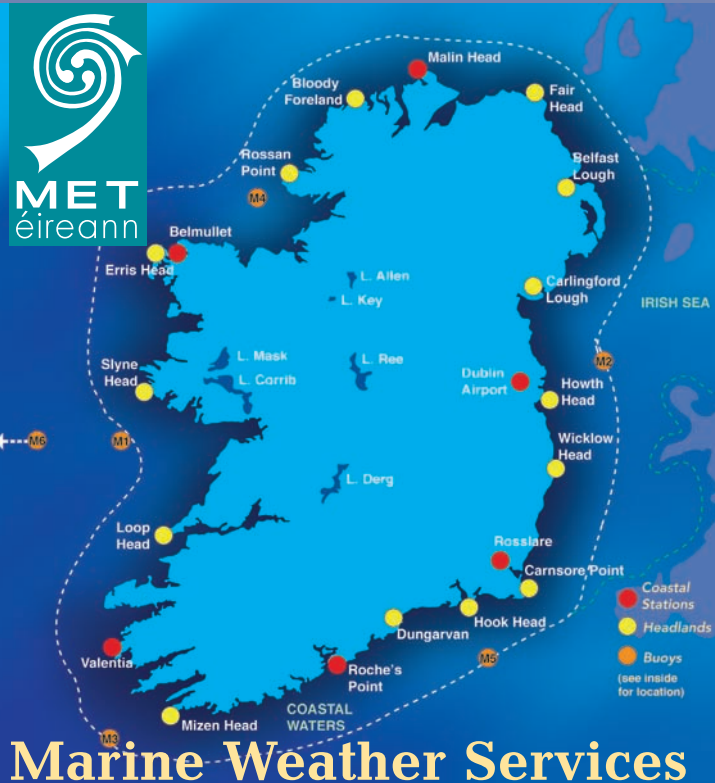 MET
éireann
Malin Head
Bloody
Foreland
Fair
Head
Rossan
Point
Belfast
Lough
M4
Belmullet
Erris Head
L. Allen
L. Key
Carlingford
Lough
IRISH SEA
Slyne
Head
L. Mask
L. Corrib
L. Ree
Dublin
Airport
M2
Howth
Head
M6
M1
Wicklow
Head
L. Derg
Loop
Head
Rosslare
Carnsore Point
Coastal
Stations
Headlands
Buoys
(see inside
for location)
Hook Head
Dungarvan
M5
Valentia
Roche's
Point
COASTAL
WATERS
Mizen Head
M3
Marine Weather Services